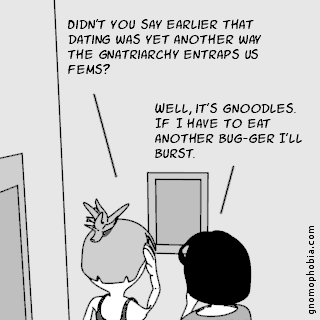 DIDN'T YOU SAY EARLIER THAT
DATING WAS YET ANOTHER WAY
THE GNATRIARCHY ENTRAPS US
FEMS?
WELL, IT'S GNOODLES.
IF I HAVE TO EAT
ANOTHER BUG-GER I'LL
BURST.
gnomophobia.com